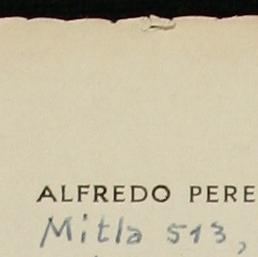 ALFREDO PERE
Mitla 513,